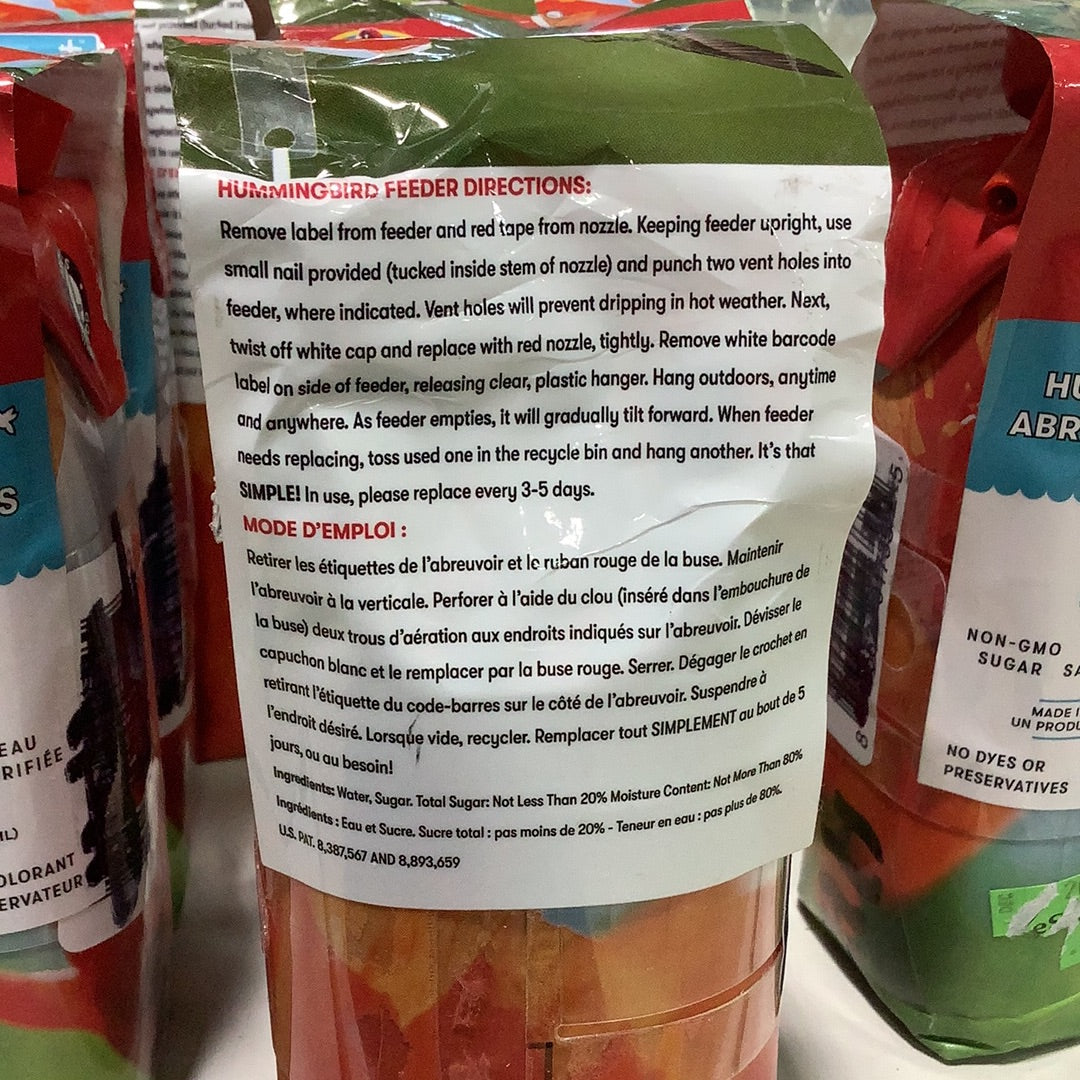 HUMMINGBIRD FEEDER DIRECTIONS:
Remove label from feeder and red tape from nozzle. Keeping feeder upright, use
small nail provided (tucked inside stem of nozzle) and punch two vent holes into
feeder, where indicated. Vent holes will prevent dripping in hot weather. Next,
twist off white cap and replace with red nozzle, tightly. Remove white barcode
label on side of feeder, releasing clear, plastic hanger. Hang outdoors, anytime
and anywhere. As feeder empties, it will gradually tilt forward. When feeder
needs replacing, toss used one in the recycle bin and hang another. It's that
SIMPLE! In use, please replace every 3-5 days.
MODE D'EMPLOI :
Retirer les étiquettes de l'abreuvoir et le ruban rouge de la buse. Maintenir
l'abreuvoir à la verticale. Perforer à l'aide du clou (inséré dans l'embouchure de
la buse) deux trous d'aération aux endroits indiqués sur l'abreuvoir. Dévisser le
capuchon blanc et le remplacer par la buse rouge. Serrer. Dégager le crochet en
retirant l'étiquette du code-barres sur le côté de l'abreuvoir. Suspendre à
l'endroit désiré. Lorsque vide, recycler. Remplacer tout SIMPLEMENT au bout de 5
jours, ou au besoin!
Ingredients: Water, Sugar. Total Sugar: Not Less Than 20% Moisture Content: Not More Than 80%
Ingrédients : Eau et Sucre. Sucre total : pas moins de 20% - Teneur en eau : pas plus de 80%.
U.S. PAT. 8,387,567 AND 8,893,659
S
EAU
RIFIÉE
OLORANT
ERVATEUR
HU
ABR
NON-GMO
SUGAR SA
MADE I
UN PRODU
NO DYES OR
PRESERVATIVES